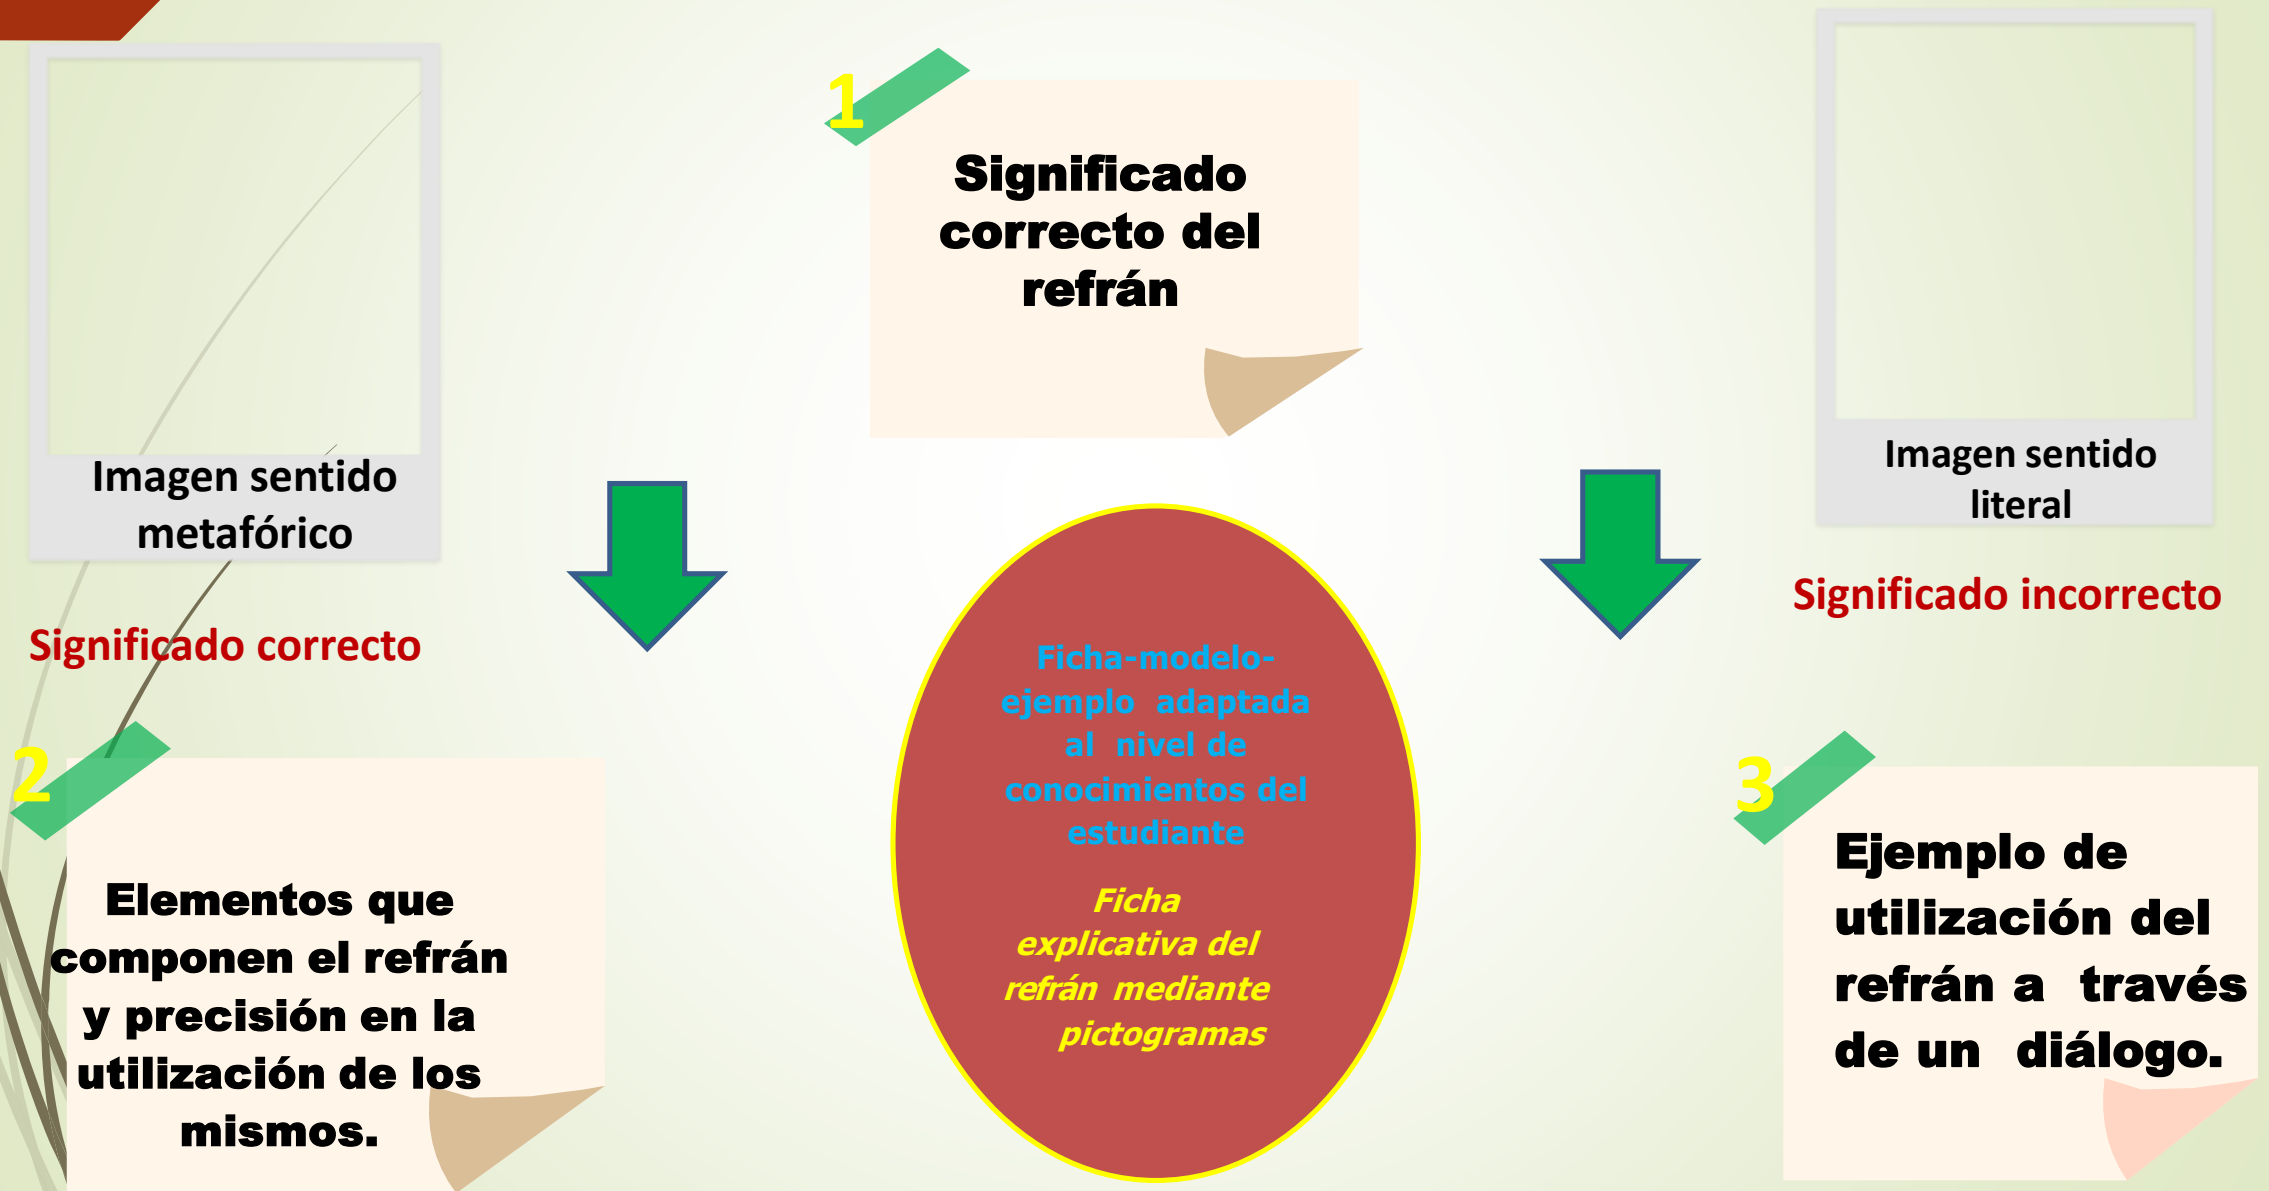 1
Significado
correcto del
refrán
Imagen sentido
metafórico
Significado correcto
Imagen sentido
literal
Significado incorrecto
Ficha-modelo-
ejemplo adaptada
al nivel de
conocimientos del
estudiante
Ficha
explicativa del
refrán mediante
pictogramas
2
Elementos que
componen el refrán
y precisión en la
utilización de los
mismos.
3
Ejemplo de
utilización del
refrán a través
de un diálogo.